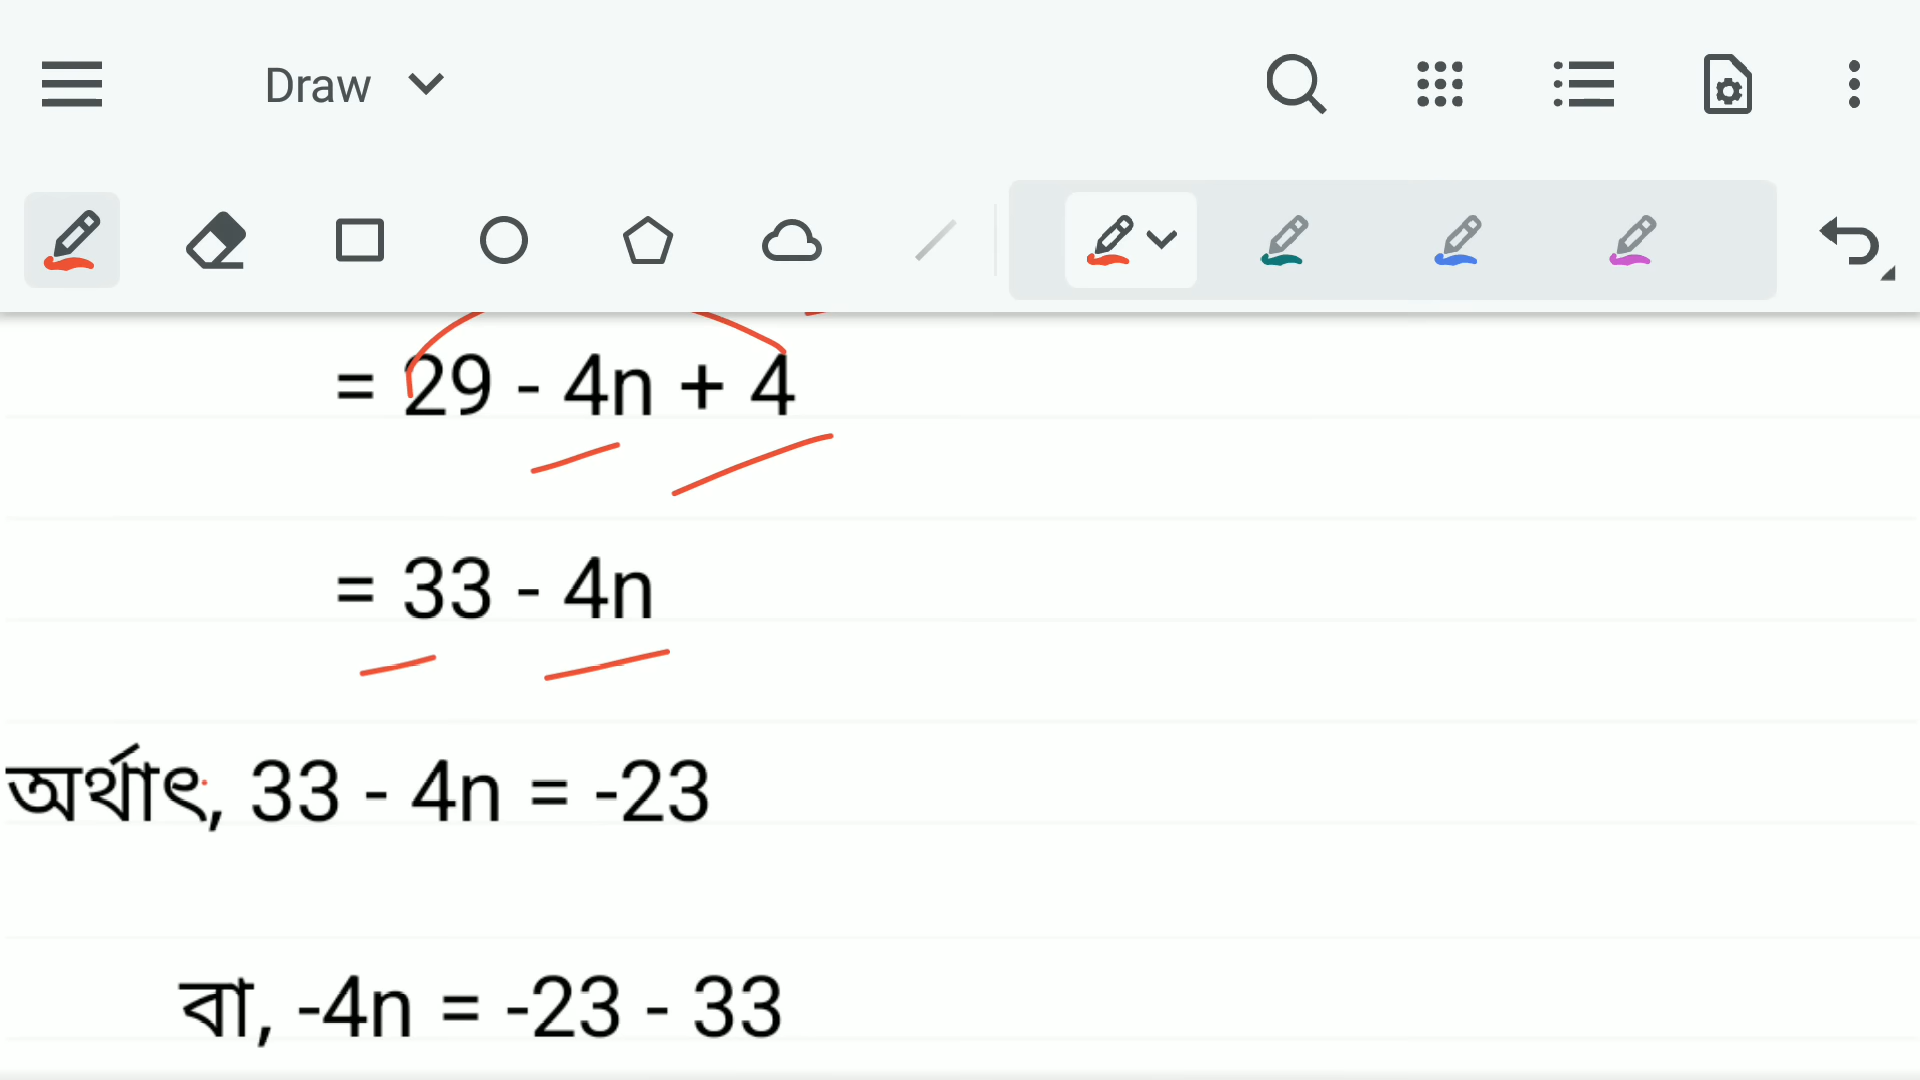 Draw
= 29 - 4n + 4
= 33 - 4n
অর্থাৎ, 33 - 4n = -23
বা, -4n = -23 - 33